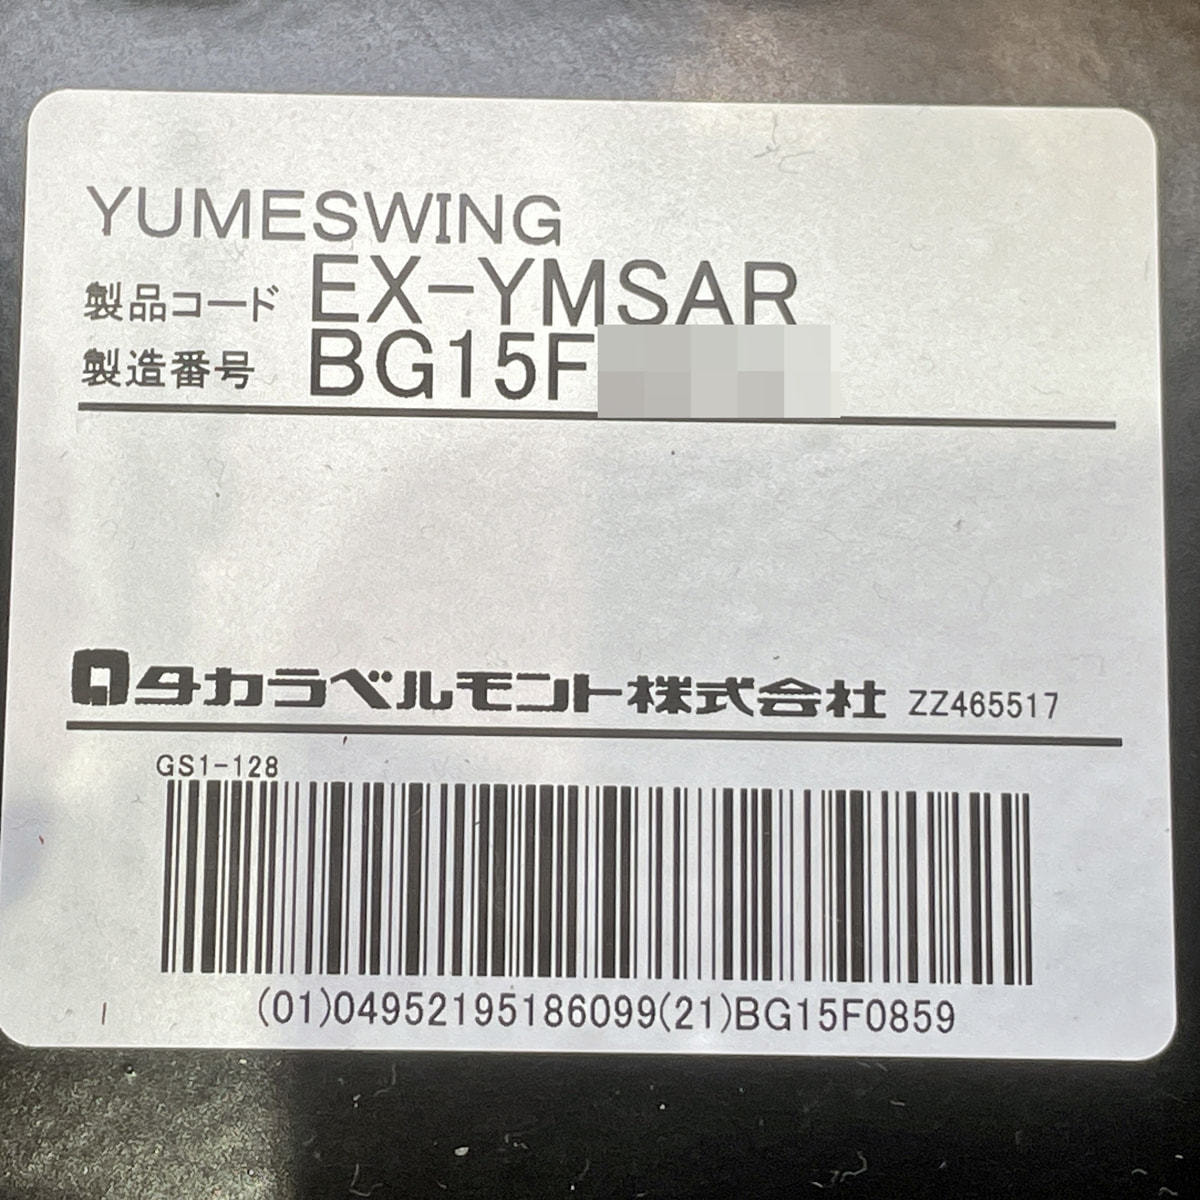 YUMESWING
製品コード EX-YMSAR
製造番号 BG15F
タカラベルモント株式会社 ZZ465517
GS1-128
(01)04952195186099(21)BG15F0859